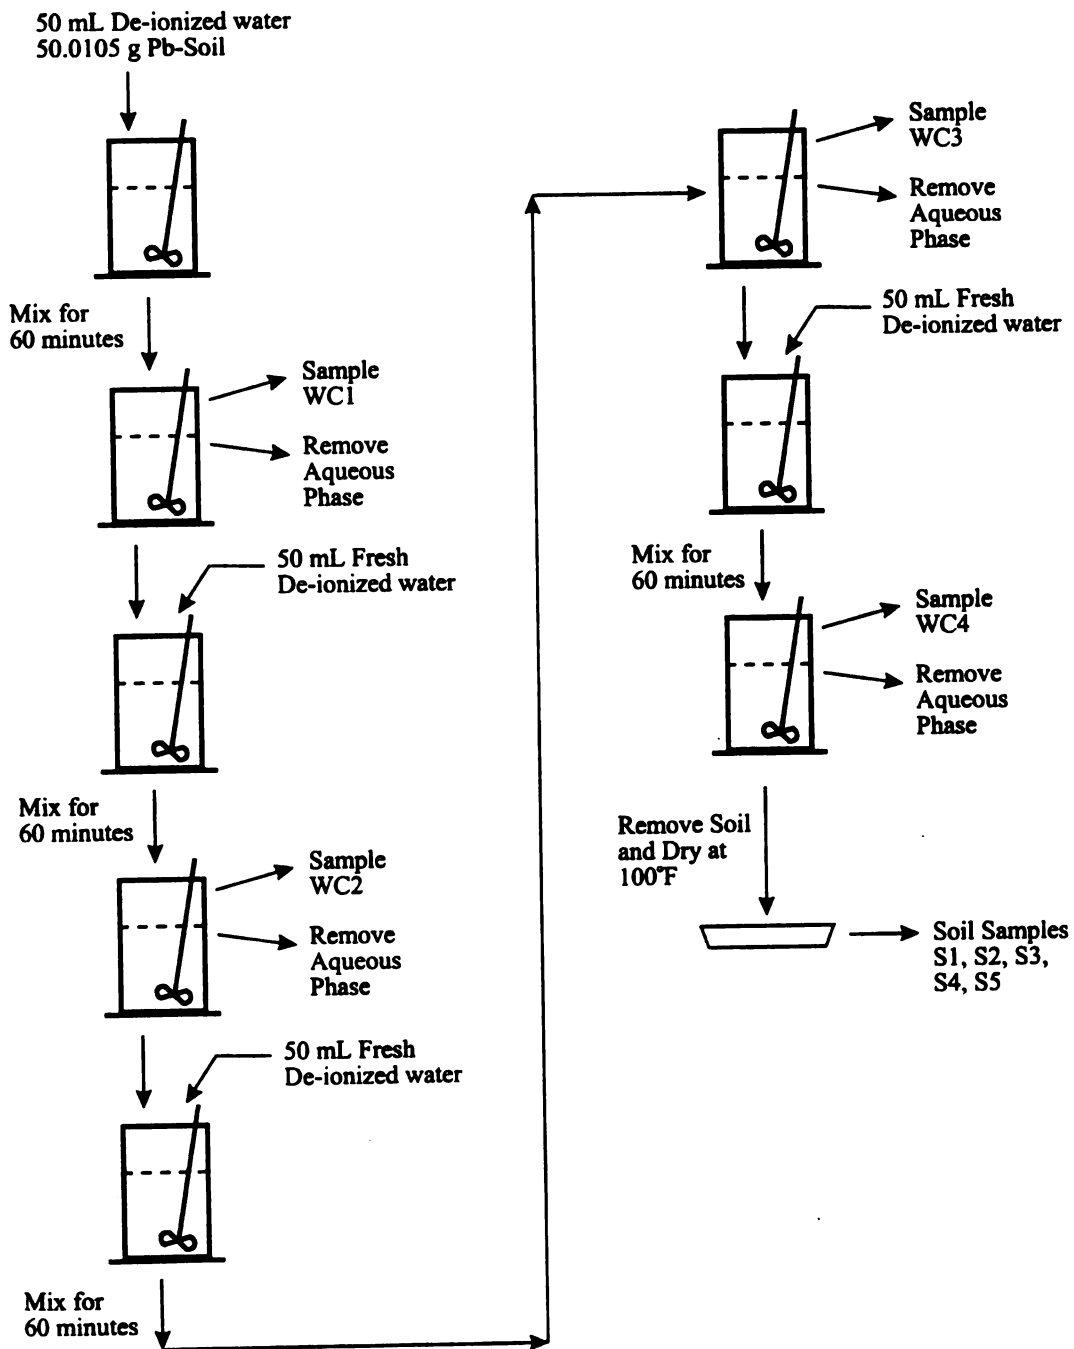 50 mL De-ionized water
50.0105 g Pb-Soil
Mix for
60 minutes
Sample
WC1
Remove
Aqueous
Phase
50 mL Fresh
De-ionized water
Mix for
60 minutes
Sample
WC2
Remove
Aqueous
Phase
50 mL Fresh
De-ionized water
Mix for
60 minutes
Sample
WC3
Remove
Aqueous
Phase
50 mL Fresh
De-ionized water
Mix for
60 minutes
Sample
WC4
Remove
Aqueous
Phase
Remove Soil
and Dry at
100°F
Soil Samples
S1, S2, S3,
S4, S5